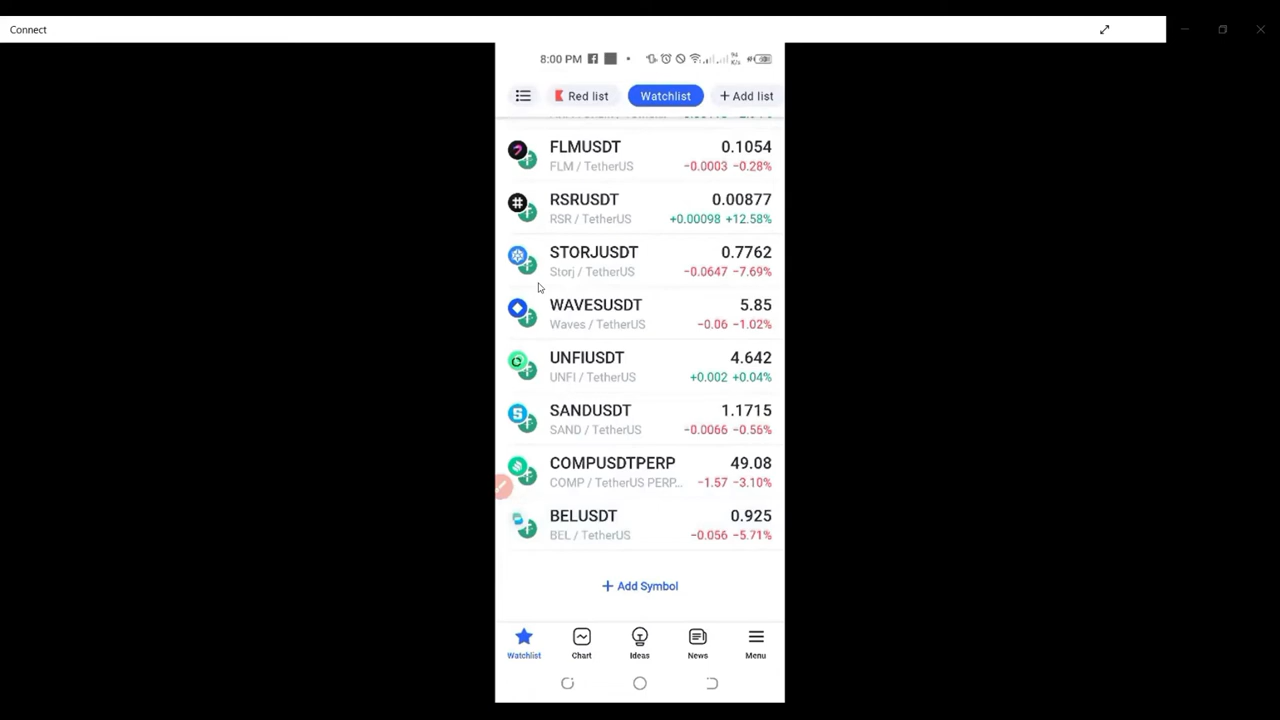 Connect
8:00 PM
Red list
Watchlist
+ Add list
FLMUSDT 0.1054
FLM / TetherUS −0.0003 −0.28%
RSRUSDT 0.00877
RSR / TetherUS +0.00098 +12.58%
STORJUSDT 0.7762
Storj / TetherUS −0.0647 −7.69%
WAVESUSDT 5.85
Waves / TetherUS −0.06 −1.02%
UNFIUSDT 4.642
UNFI / TetherUS +0.002 +0.04%
SANDUSDT 1.1715
SAND / TetherUS −0.0066 −0.56%
COMPUSDTPERP 49.08
COMP / TetherUS PERP... −1.57 −3.10%
BELUSDT 0.925
BEL / TetherUS −0.056 −5.71%
+ Add Symbol
Watchlist Chart Ideas News Menu